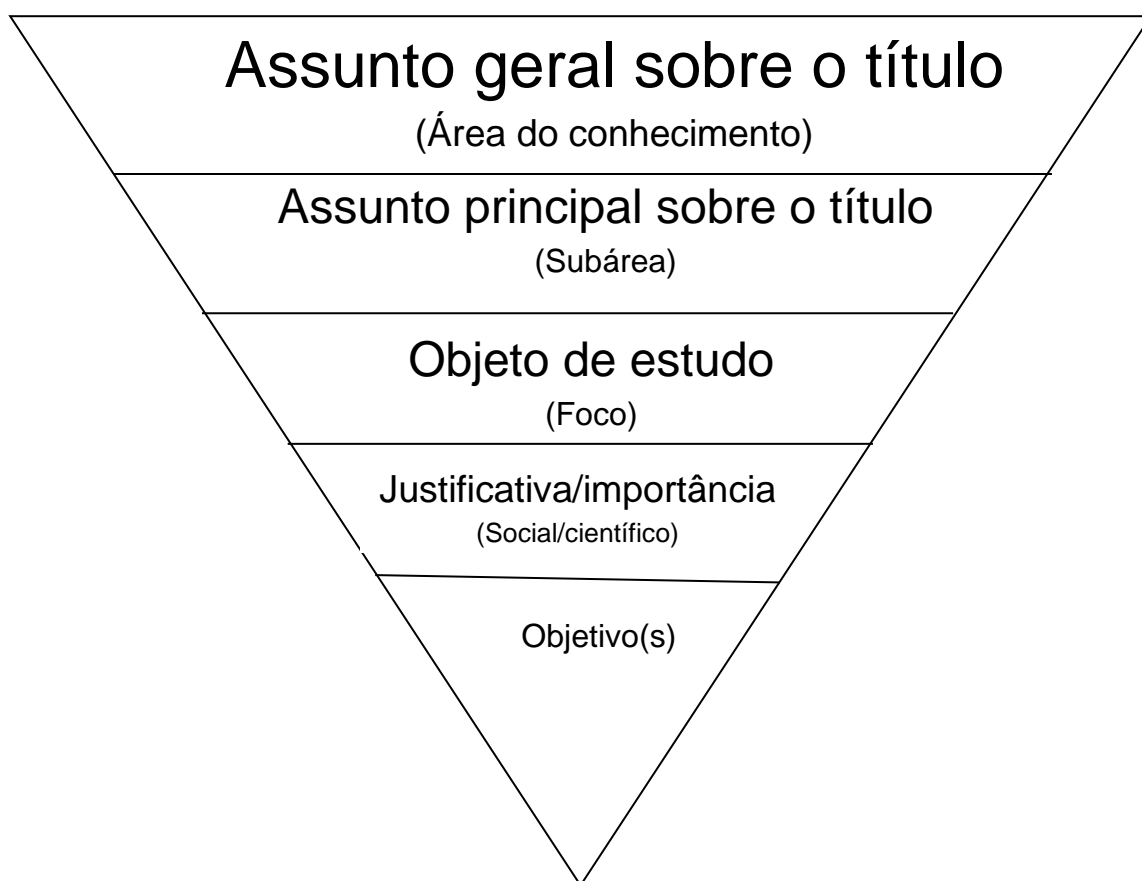 Assunto geral sobre o título
(Área do conhecimento)
Assunto principal sobre o título
(Subárea)
Objeto de estudo
(Foco)
Justificativa/importância
(Social/científico)
Objetivo(s)